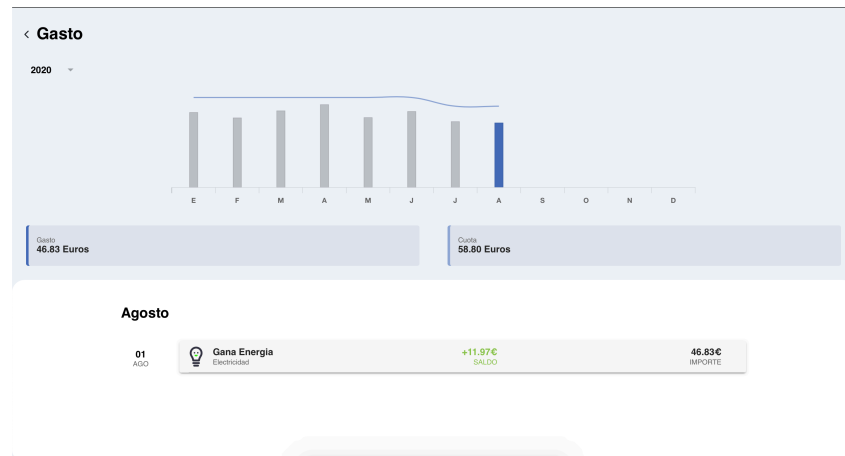 Gasto
2020
E F M A M J J A S O N D
Gasto
46.83 Euros
Cuota
58.80 Euros
Agosto
01
AGO
Gana Energia
Electricidad
+11.97€
SALDO
46.83€
IMPORTE